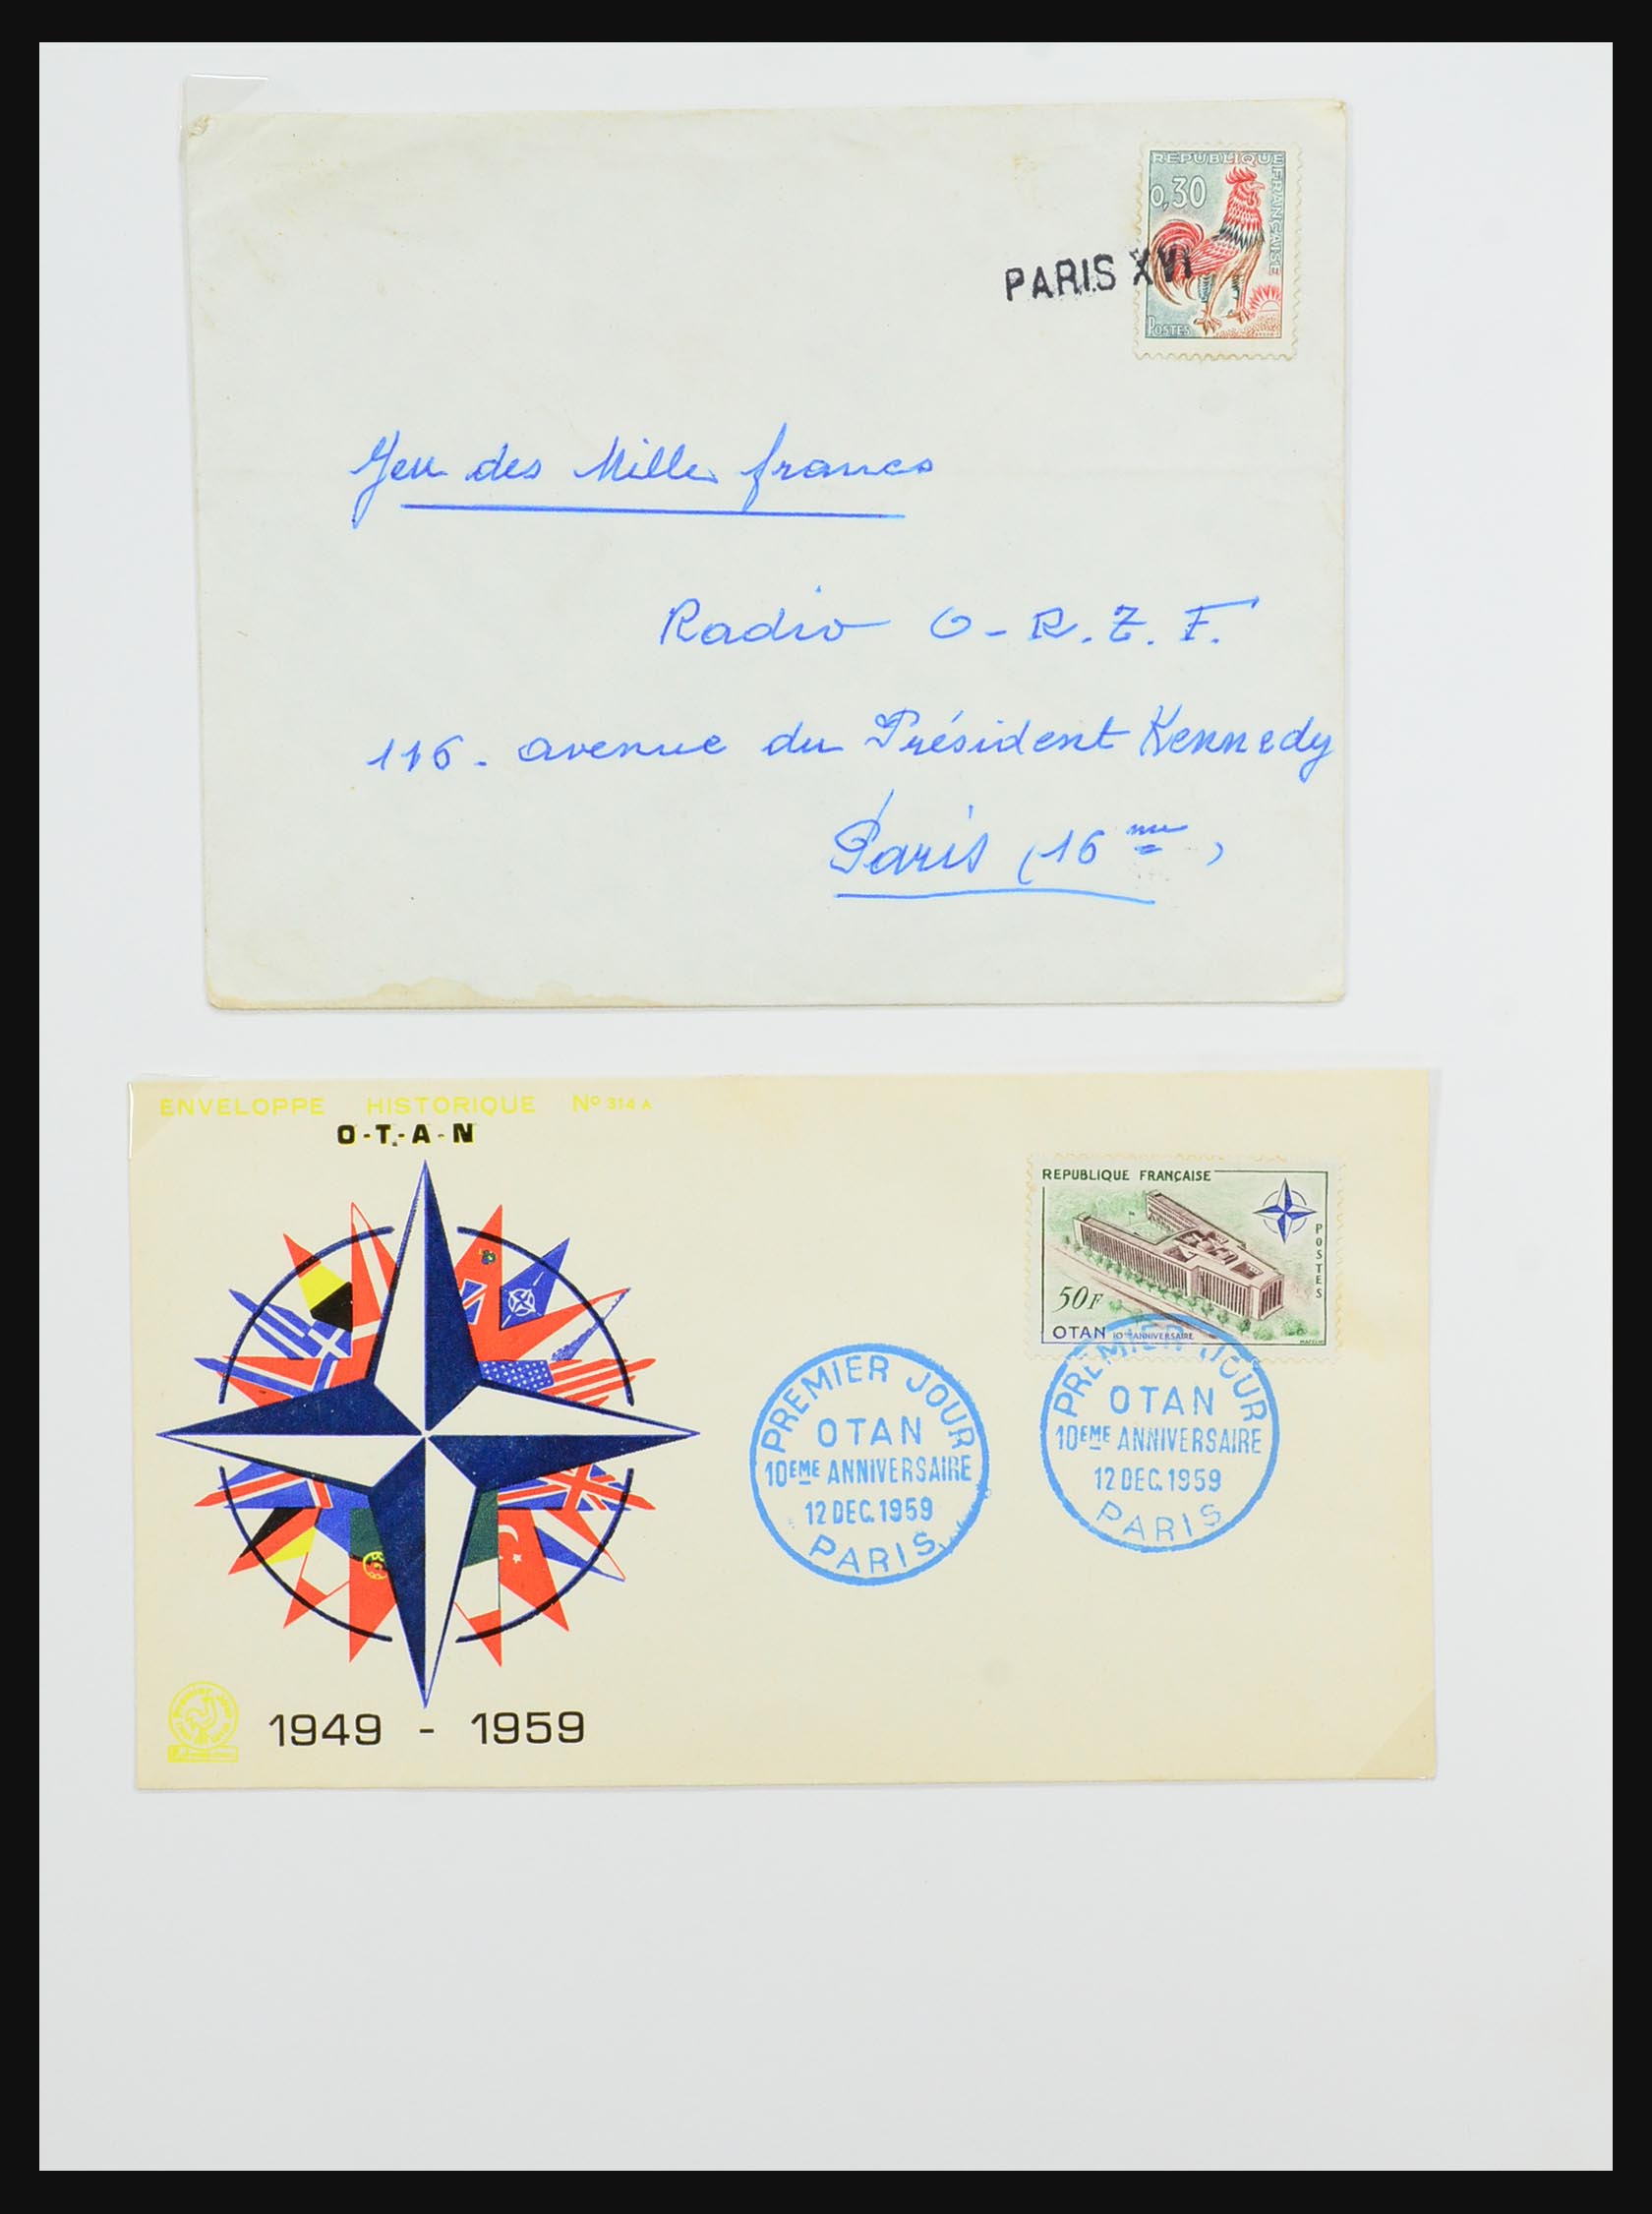 REPUBLIQUE
FRANÇAISE
0,30
POSTES
PARIS XVI
Jeu des Mille francs
Radio O-R.T.F.
116. avenue du Président Kennedy
Paris (16me)
ENVELOPPE HISTORIQUE No 314 A
O-T.-A-N
REPUBLIQUE FRANÇAISE
POSTES
50F
OTAN 10ME ANNIVERSAIRE
PREMIER JOUR
OTAN
10EME ANNIVERSAIRE
12 DEC. 1959
PARIS
PREMIER JOUR
OTAN
10EME ANNIVERSAIRE
12 DEC. 1959
PARIS
1949 - 1959